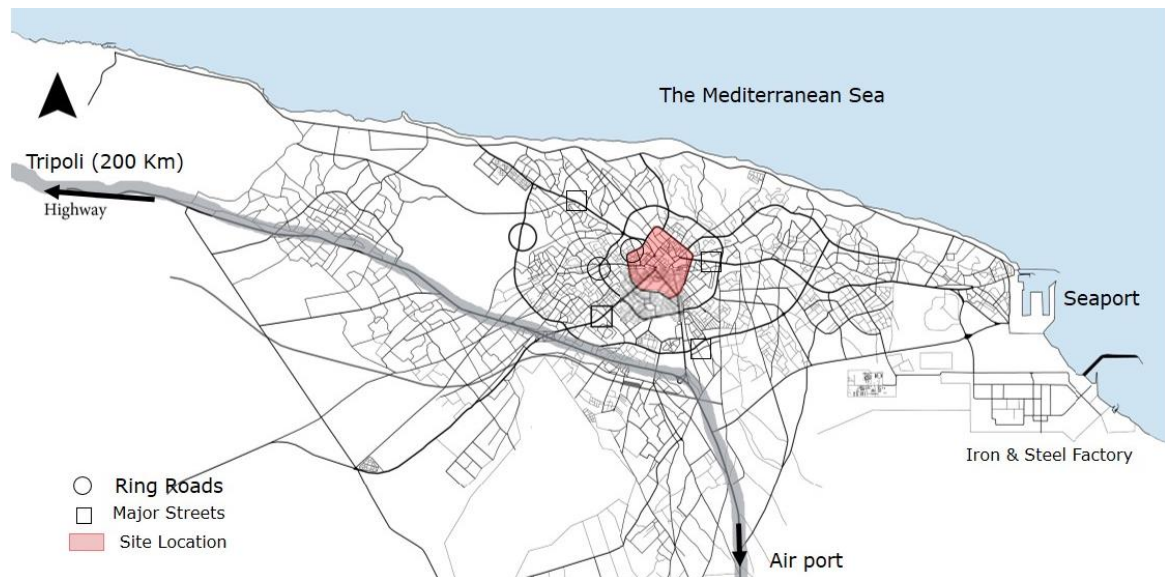 The Mediterranean Sea
Tripoli (200 Km)
Highway
Seaport
Iron & Steel Factory
Ring Roads
Major Streets
Site Location
Air port